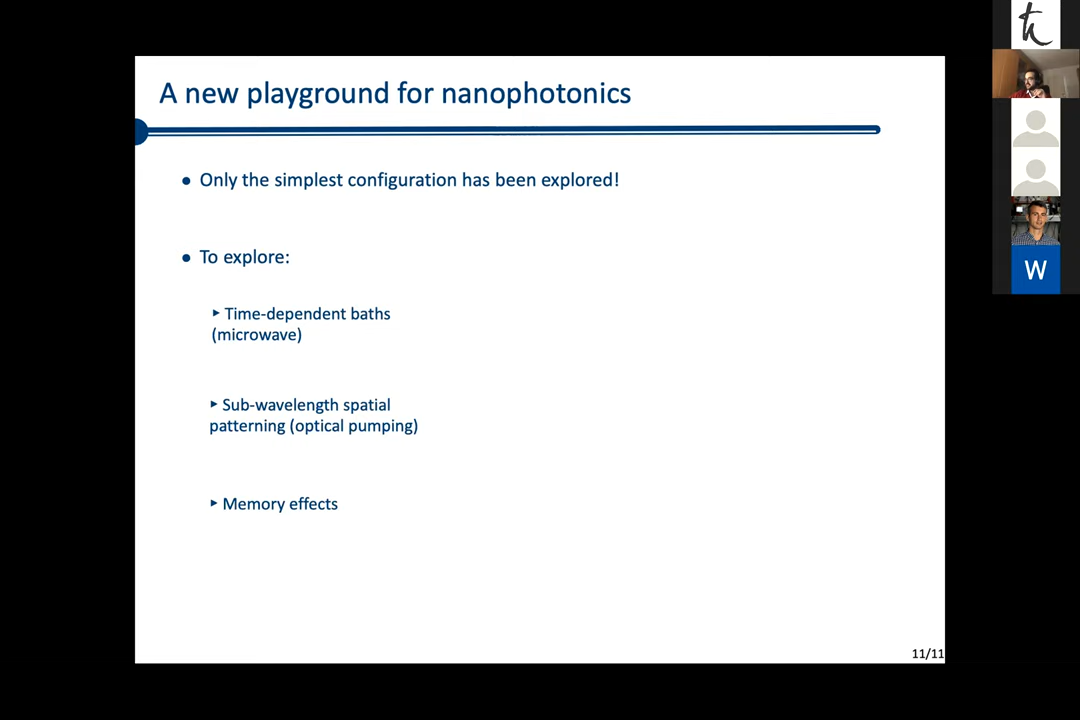 A new playground for nanophotonics
● Only the simplest configuration has been explored!
● To explore:
▸ Time-dependent baths
(microwave)
▸ Sub-wavelength spatial
patterning (optical pumping)
▸ Memory effects
11/11
W